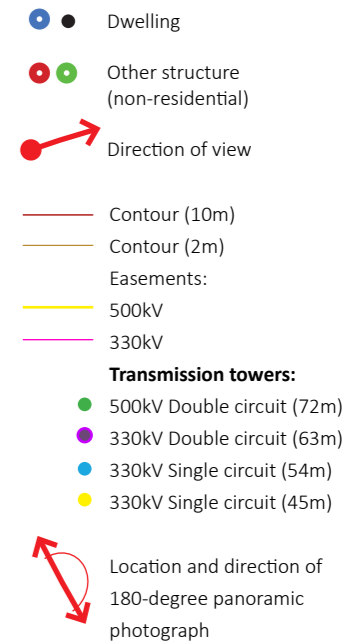 Dwelling
Other structure
(non-residential)
Direction of view
Contour (10m)
Contour (2m)
Easements:
500kV
330kV
Transmission towers:
500kV Double circuit (72m)
330kV Double circuit (63m)
330kV Single circuit (54m)
330kV Single circuit (45m)
Location and direction of
180-degree panoramic
photograph